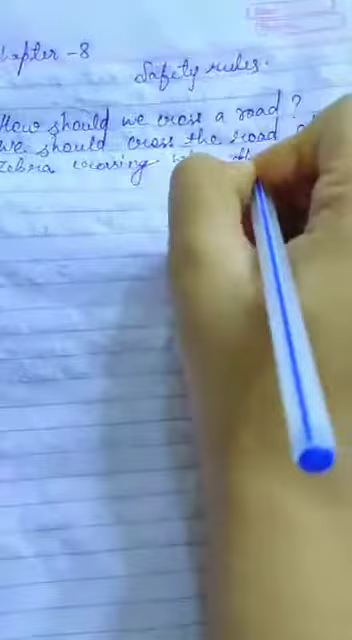 Chapter - 8
Safety rules.
How should we cross a road ?
We should cross the road
Zebra crossing